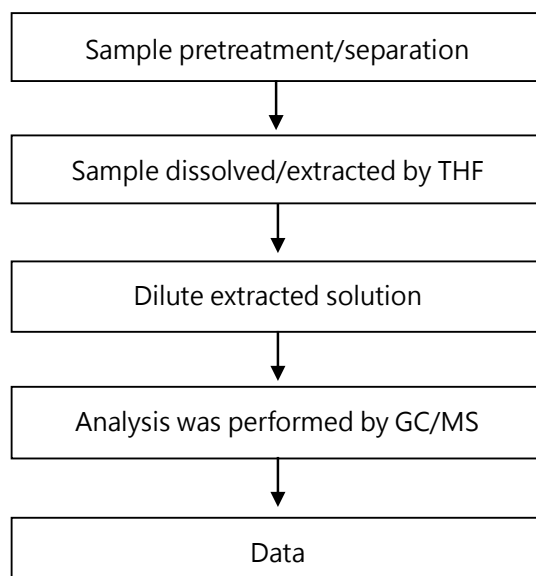 Sample pretreatment/separation
Sample dissolved/extracted by THF
Dilute extracted solution
Analysis was performed by GC/MS
Data